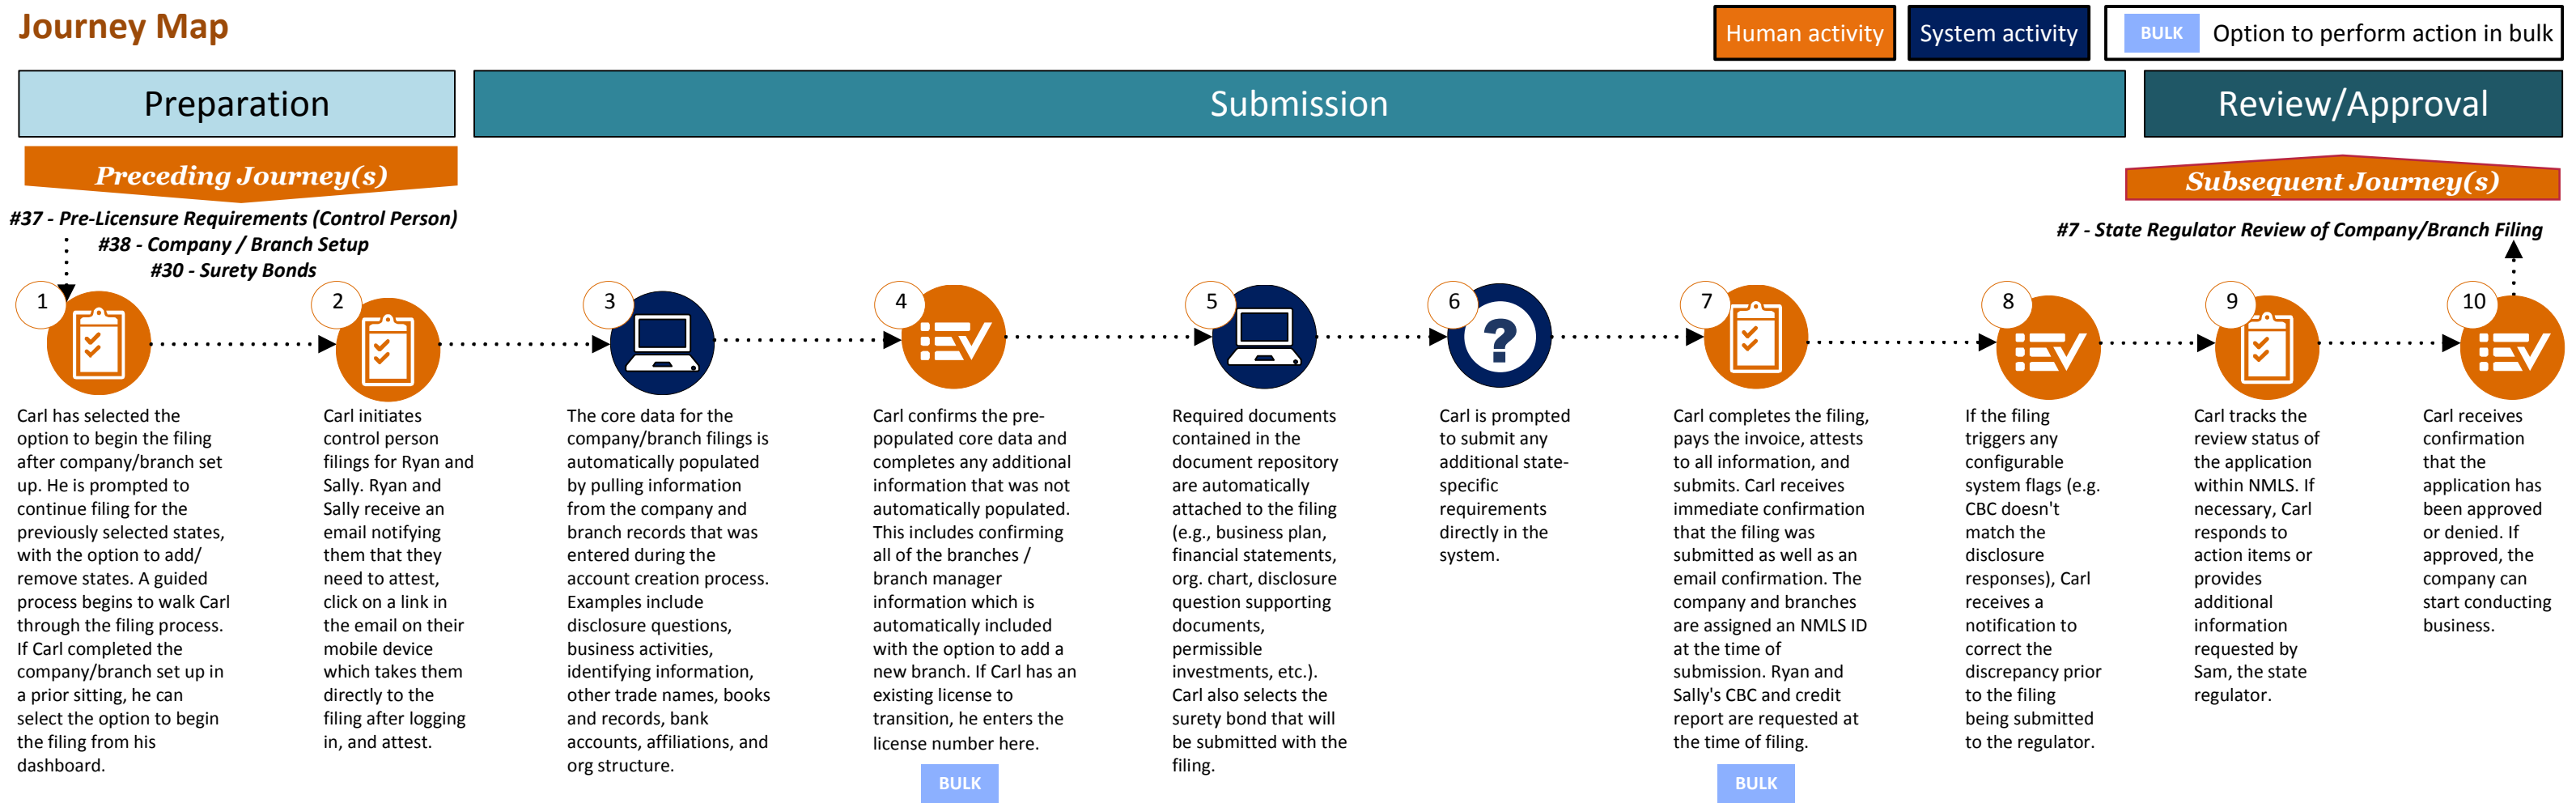 Journey Map
Human activity
System activity
BULK
Option to perform action in bulk
Preparation
Submission
Review/Approval
Preceding Journey(s)
Subsequent Journey(s)
#37 - Pre-Licensure Requirements (Control Person)
#38 - Company / Branch Setup
#30 - Surety Bonds
#7 - State Regulator Review of Company/Branch Filing
1
Carl has selected the
option to begin the filing
after company/branch set
up. He is prompted to
continue filing for the
previously selected states,
with the option to add/
remove states. A guided
process begins to walk Carl
through the filing process.
If Carl completed the
company/branch set up in
a prior sitting, he can
select the option to begin
the filing from his
dashboard.
2
Carl initiates
control person
filings for Ryan and
Sally. Ryan and
Sally receive an
email notifying
them that they
need to attest,
click on a link in
the email on their
mobile device
which takes them
directly to the
filing after logging
in, and attest.
3
The core data for the
company/branch filings is
automatically populated
by pulling information
from the company and
branch records that was
entered during the
account creation process.
Examples include
disclosure questions,
business activities,
identifying information,
other trade names, books
and records, bank
accounts, affiliations, and
org structure.
4
Carl confirms the pre-
populated core data and
completes any additional
information that was not
automatically populated.
This includes confirming
all of the branches /
branch manager
information which is
automatically included
with the option to add a
new branch. If Carl has an
existing license to
transition, he enters the
license number here.
BULK
5
Required documents
contained in the
document repository
are automatically
attached to the filing
(e.g., business plan,
financial statements,
org. chart, disclosure
question supporting
documents,
permissible
investments, etc.).
Carl also selects the
surety bond that will
be submitted with the
filing.
6
?
Carl is prompted
to submit any
additional state-
specific
requirements
directly in the
system.
7
Carl completes the filing,
pays the invoice, attests
to all information, and
submits. Carl receives
immediate confirmation
that the filing was
submitted as well as an
email confirmation. The
company and branches
are assigned an NMLS ID
at the time of
submission. Ryan and
Sally's CBC and credit
report are requested at
the time of filing.
BULK
8
If the filing
triggers any
configurable
system flags (e.g.
CBC doesn't
match the
disclosure
responses), Carl
receives a
notification to
correct the
discrepancy prior
to the filing
being submitted
to the regulator.
9
Carl tracks the
review status of
the application
within NMLS. If
necessary, Carl
responds to
action items or
provides
additional
information
requested by
Sam, the state
regulator.
10
Carl receives
confirmation
that the
application has
been approved
or denied. If
approved, the
company can
start conducting
business.